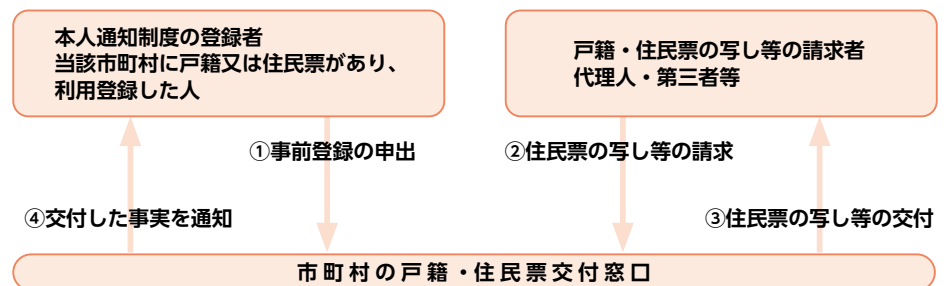 本人通知制度の登録者
当該市町村に戸籍又は住民票があり、
利用登録した人
戸籍・住民票の写し等の請求者
代理人・第三者等
①事前登録の申出
②住民票の写し等の請求
④交付した事実を通知
③住民票の写し等の交付
市町村の戸籍・住民票交付窓口